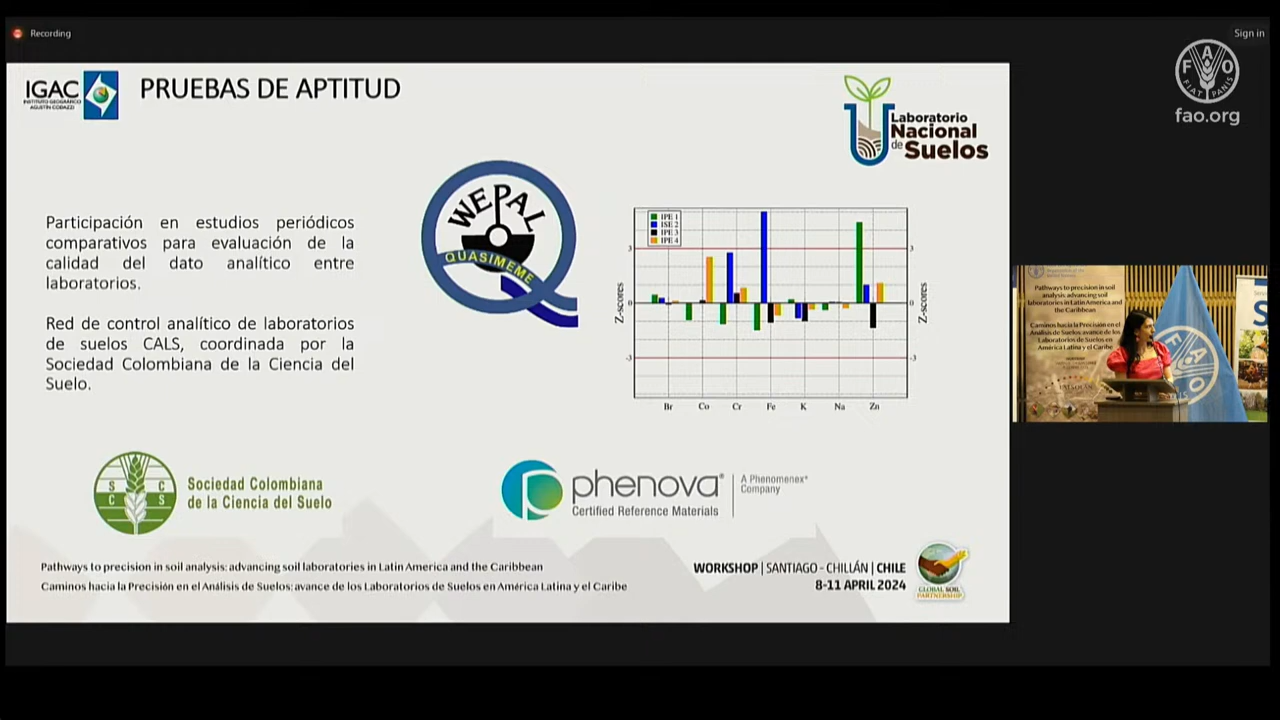 Recording
Sign in
FAO
FIAT PANIS
fao.org
IGAC
INSTITUTO GEOGRÁFICO
AGUSTÍN CODAZZI
PRUEBAS DE APTITUD
Laboratorio
Nacional
de Suelos
Participación en estudios periódicos
comparativos para evaluación de la
calidad del dato analítico entre
laboratorios.
Red de control analítico de laboratorios
de suelos CALS, coordinada por la
Sociedad Colombiana de la Ciencia del
Suelo.
WEPAL
QUASIMEME
IPE 1
ISE 2
IPE 3
IPE 4
3
0
-3
Z-scores
3
0
-3
Z-scores
Br Co Cr Fe K Na Zn
S C
C S
Sociedad Colombiana
de la Ciencia del Suelo
phenova®
Certified Reference Materials
A Phenomenex®
Company
Pathways to precision in soil analysis: advancing soil laboratories in Latin America and the Caribbean
Caminos hacia la Precisión en el Análisis de Suelos: avance de los Laboratorios de Suelos en América Latina y el Caribe
WORKSHOP | SANTIAGO - CHILLÁN | CHILE
8-11 APRIL 2024
GLOBAL SOIL
PARTNERSHIP
Pathways to precision in soil
analysis: advancing soil
laboratories in Latin America and
the Caribbean
Caminos hacia la Precisión en el
Análisis de Suelos: avance de los
Laboratorios de Suelos en
América Latina y el Caribe